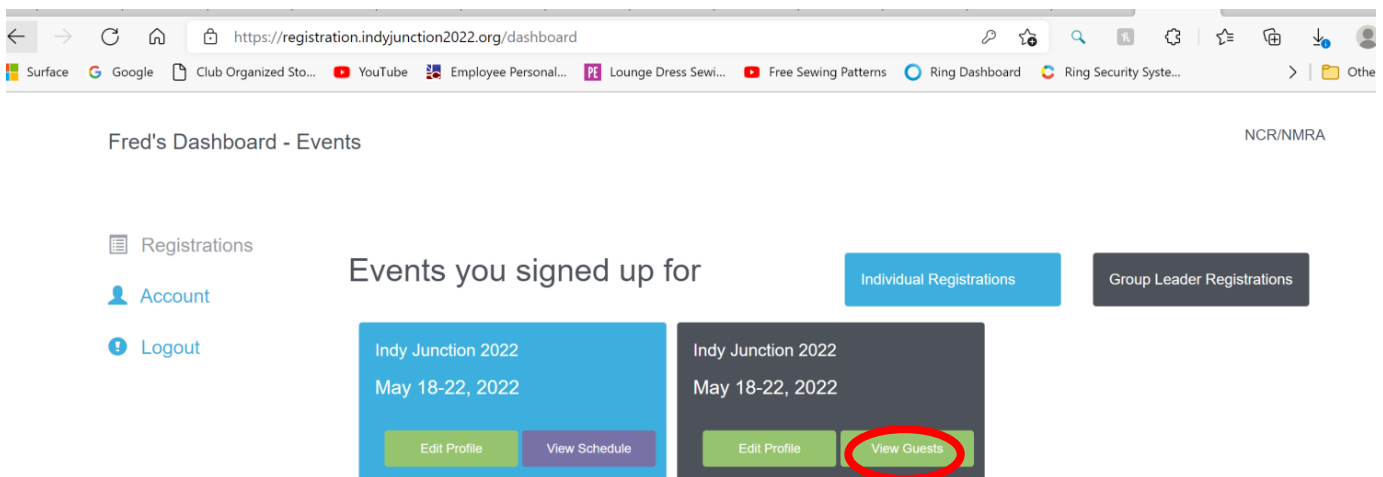 https://registration.indyjunction2022.org/dashboard
Surface Google Club Organized Sto... YouTube Employee Personal... PE Lounge Dress Sewi... Free Sewing Patterns Ring Dashboard Ring Security Syste... Othe
Fred's Dashboard - Events NCR/NMRA
Registrations
Events you signed up for Individual Registrations Group Leader Registrations
Account
Logout
Indy Junction 2022 Indy Junction 2022
May 18-22, 2022 May 18-22, 2022
Edit Profile View Schedule Edit Profile View Guests